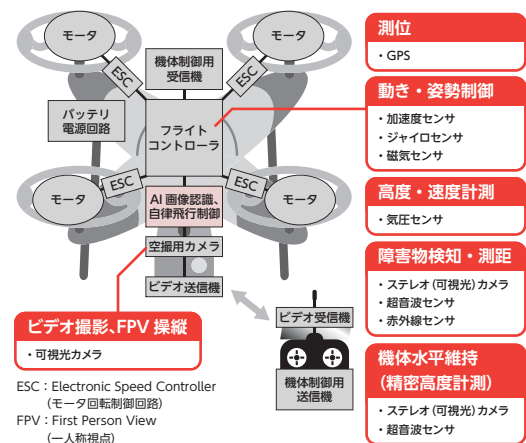 モータ
モータ
ESC
ESC
機体制御用
受信機
バッテリ
電源回路
フライト
コントローラ
ESC
ESC
モータ
モータ
AI 画像認識、
自律飛行制御
空撮用カメラ
ビデオ送信機
ビデオ受信機
機体制御用
送信機
測位
・GPS
動き・姿勢制御
・加速度センサ
・ジャイロセンサ
・磁気センサ
高度・速度計測
・気圧センサ
障害物検知・測距
・ステレオ(可視光)カメラ
・超音波センサ
・赤外線センサ
機体水平維持
(精密高度計測)
・ステレオ(可視光)カメラ
・超音波センサ
ビデオ撮影、FPV 操縦
・可視光カメラ
ESC：Electronic Speed Controller
(モータ回転制御回路)
FPV：First Person View
(一人称視点)